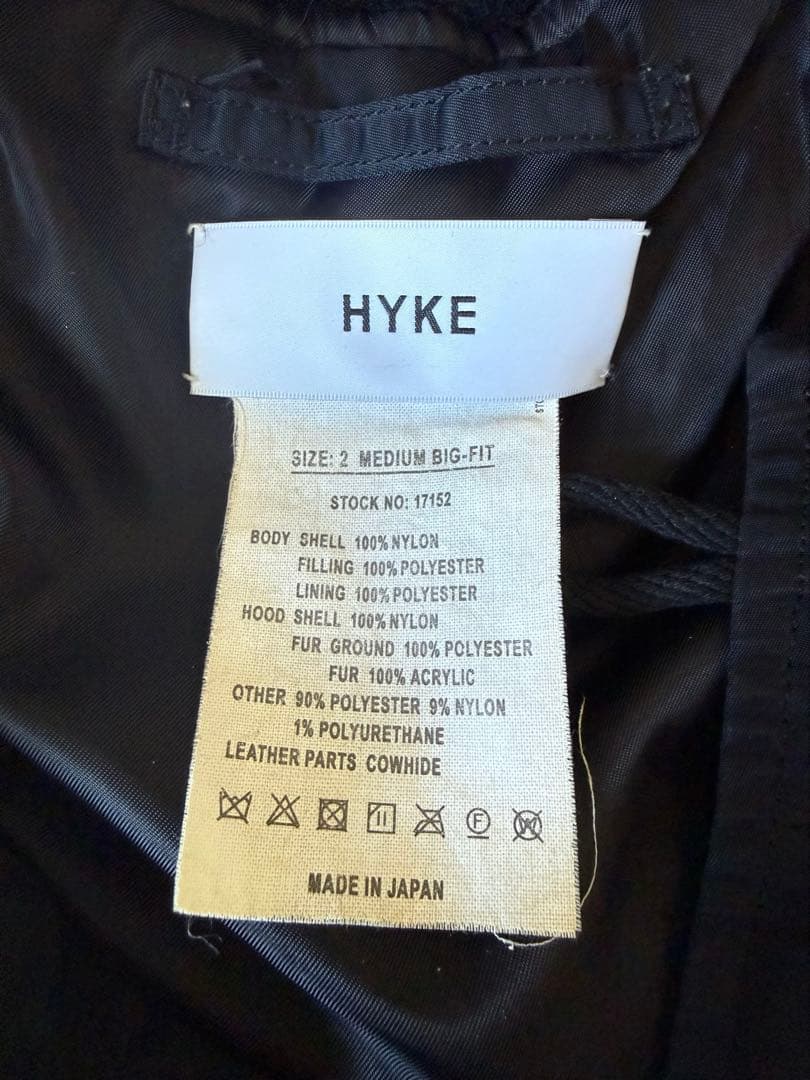 HYKE
SIZE: 2 MEDIUM BIG-FIT
STOCK NO: 17152
BODY SHELL 100% NYLON
FILLING 100% POLYESTER
LINING 100% POLYESTER
HOOD SHELL 100% NYLON
FUR GROUND 100% POLYESTER
FUR 100% ACRYLIC
OTHER 90% POLYESTER 9% NYLON
1% POLYURETHANE
LEATHER PARTS COWHIDE
F W
MADE IN JAPAN